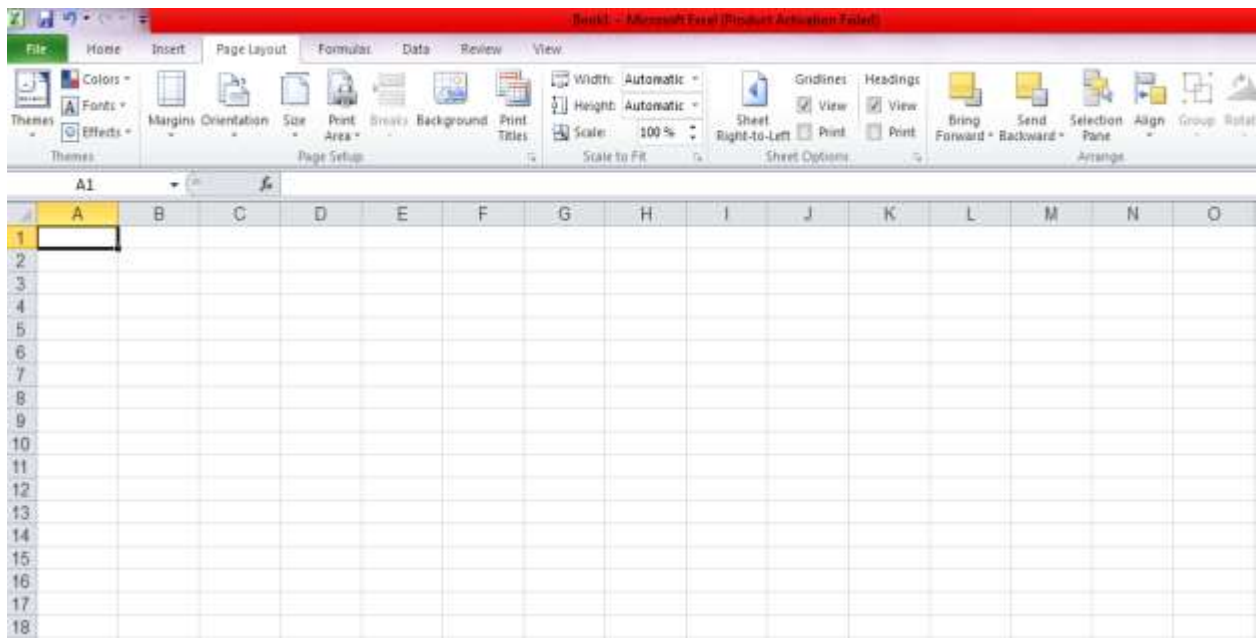 Book1 - Microsoft Excel (Product Activation Failed)
File Home Insert Page Layout Formulas Data Review View
Colors Gridlines Headings
Width: Automatic
Fonts View View
Height: Automatic
Themes Margins Orientation Size Print Area Breaks Background Print Titles Sheet Right-to-Left Bring Forward Send Backward Selection Pane Align Group
Effects Scale: 100 % Print Print
Themes Page Setup Scale to Fit Sheet Options Arrange
A1 fx
A B C D E F G H I J K L M N O
1
2
3
4
5
6
7
8
9
10
11
12
13
14
15
16
17
18